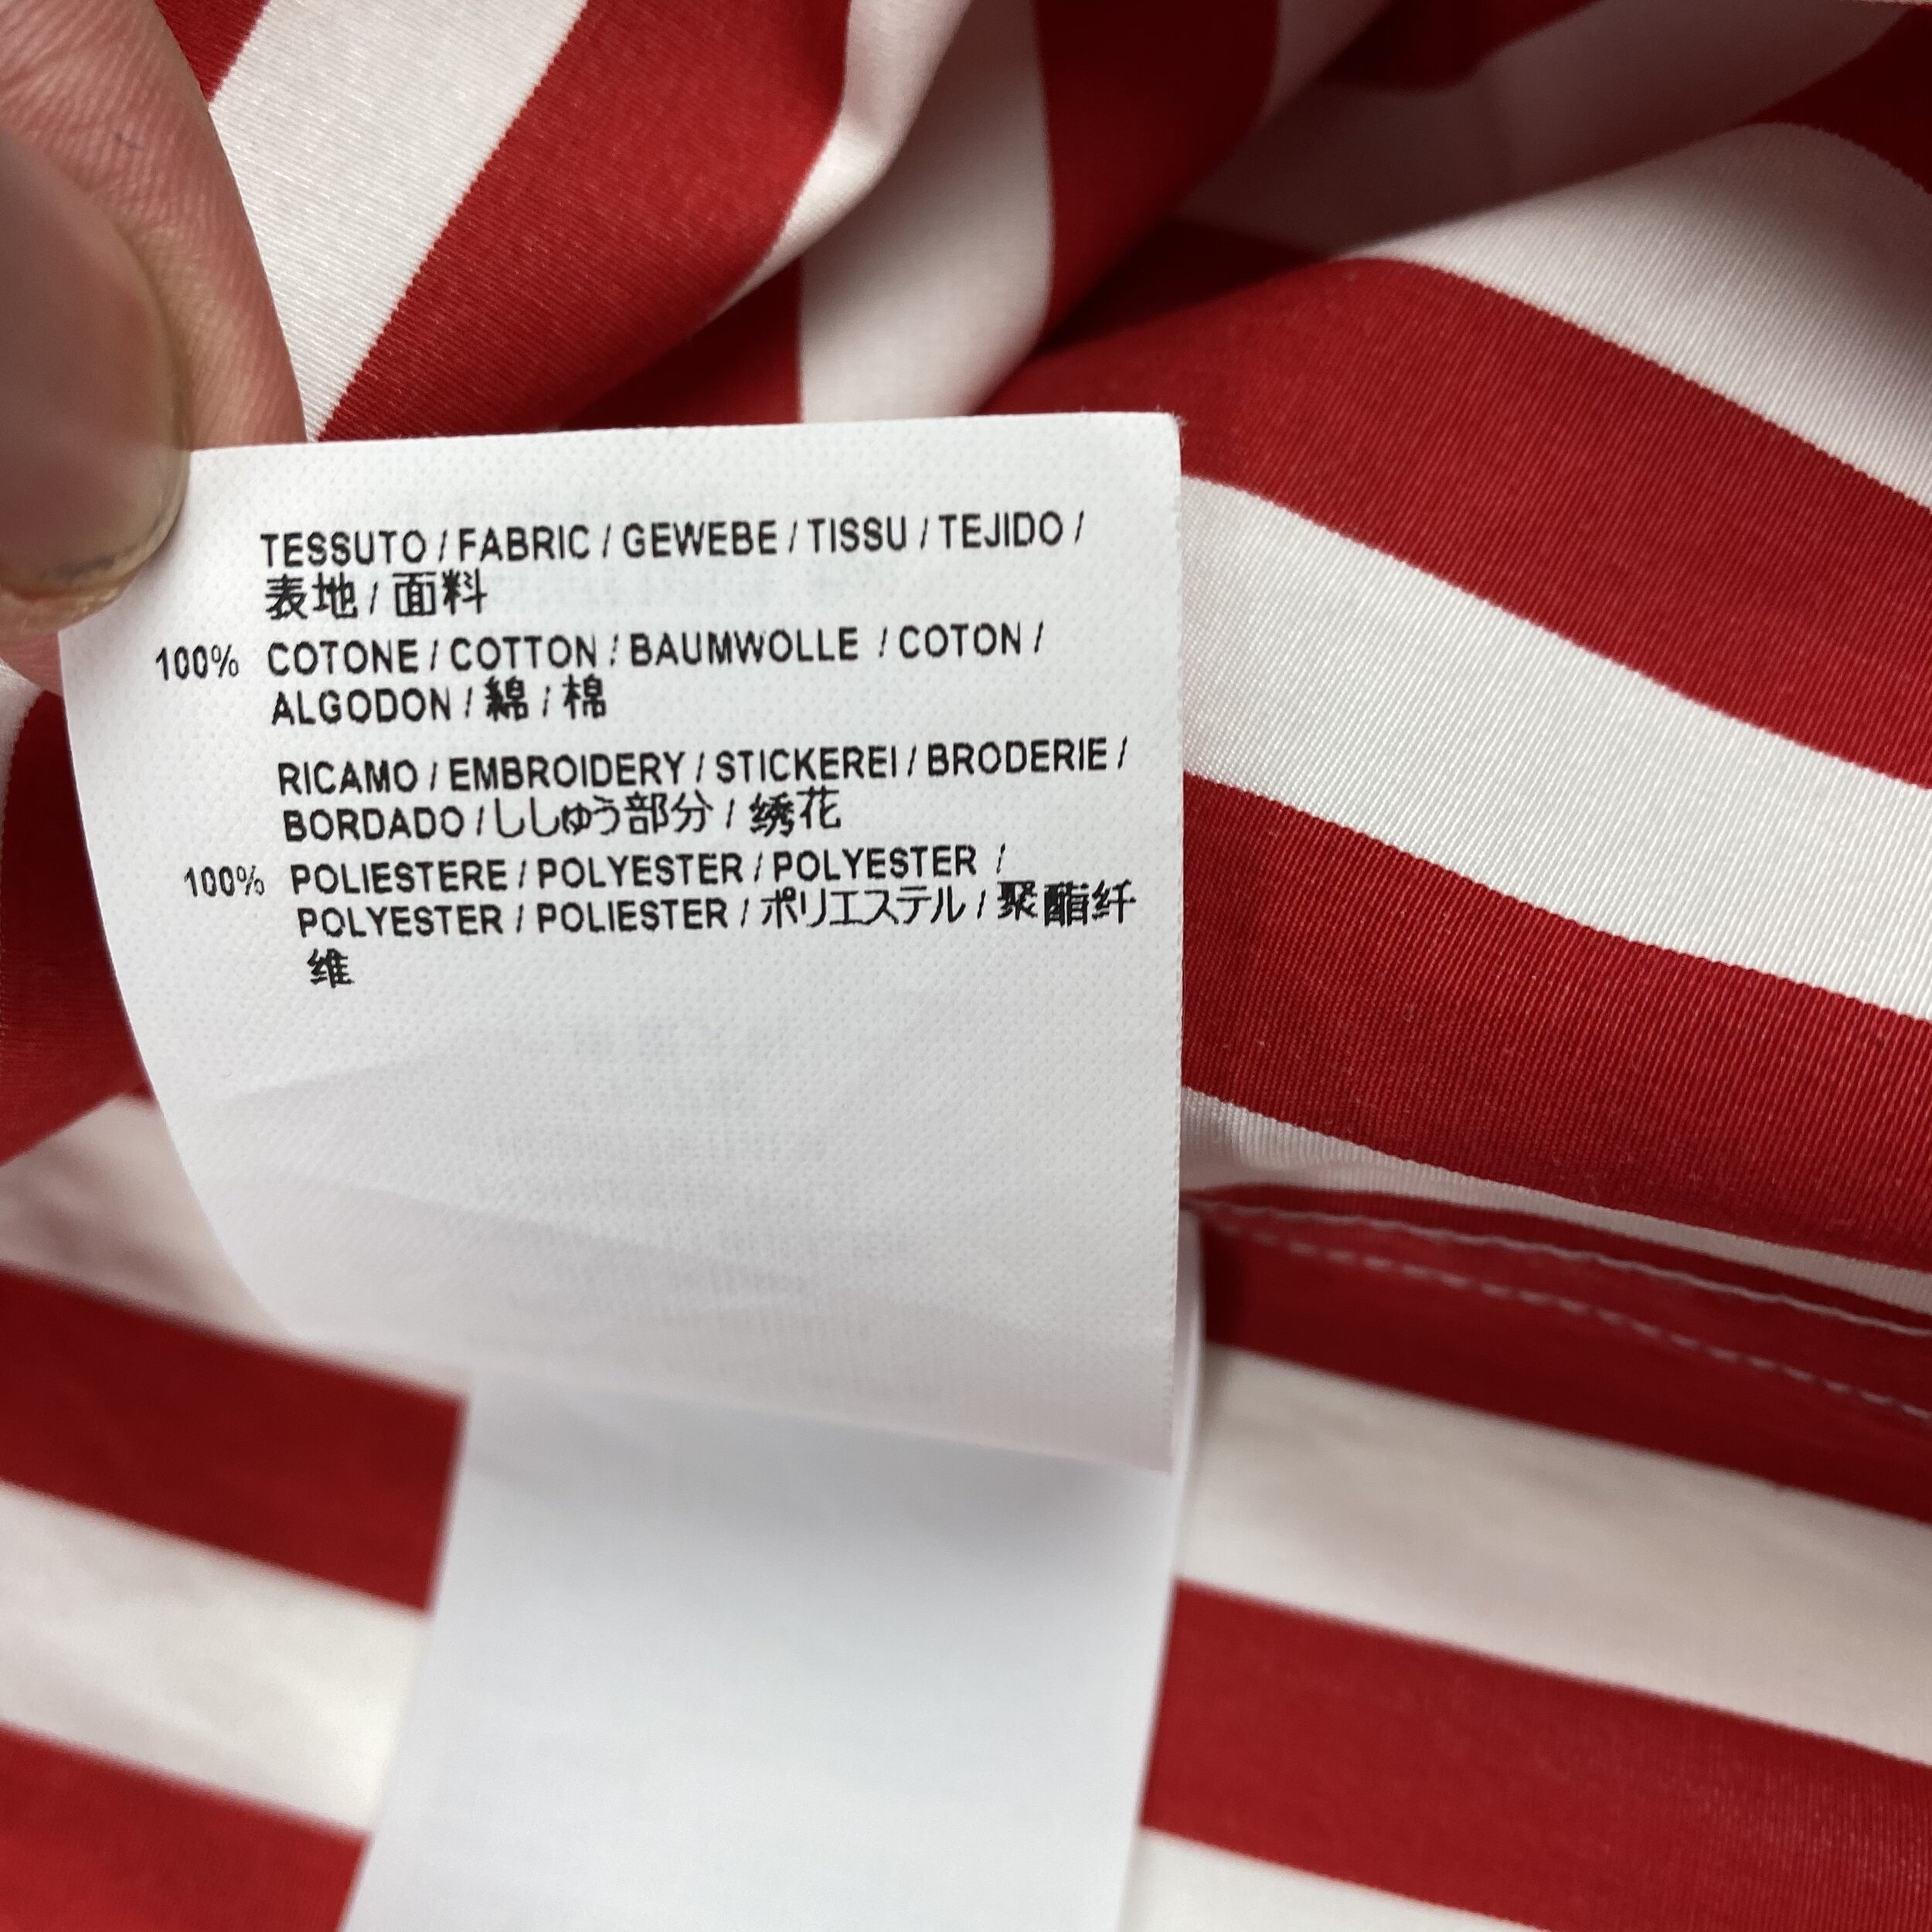 TESSUTO / FABRIC / GEWEBE / TISSU / TEJIDO /
表地 / 面料
100% COTONE / COTTON / BAUMWOLLE / COTON /
ALGODON / 綿 / 棉
RICAMO / EMBROIDERY / STICKEREI / BRODERIE /
BORDADO / ししゅう部分 / 绣花
100% POLIESTERE / POLYESTER / POLYESTER /
POLYESTER / POLIESTER / ポリエステル / 聚酯纤
维